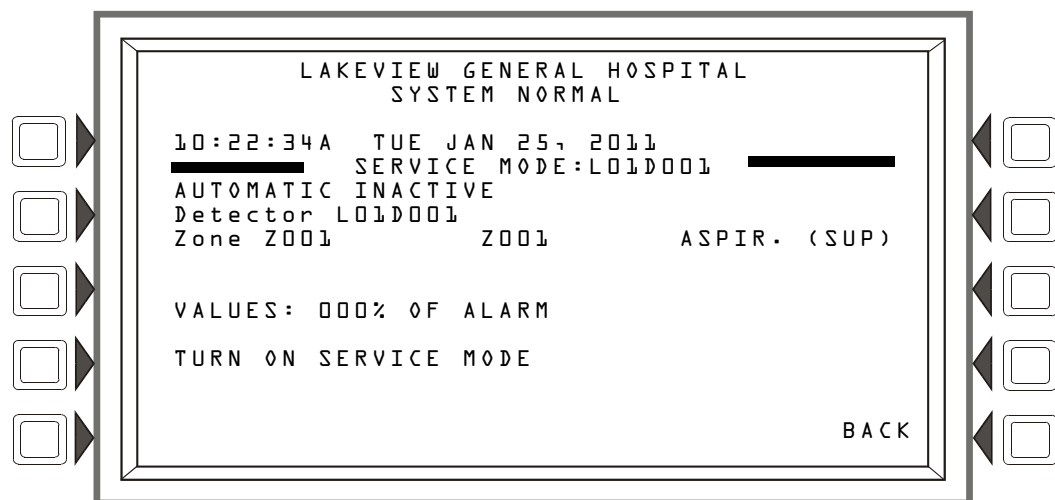 LAKEVIEW GENERAL HOSPITAL
SYSTEM NORMAL
10:22:34A TUE JAN 25, 2011
SERVICE MODE:L01D001
AUTOMATIC INACTIVE
Detector L01D001
Zone Z001 Z001 ASPIR. (SUP)
VALUES: 000% OF ALARM
TURN ON SERVICE MODE
BACK